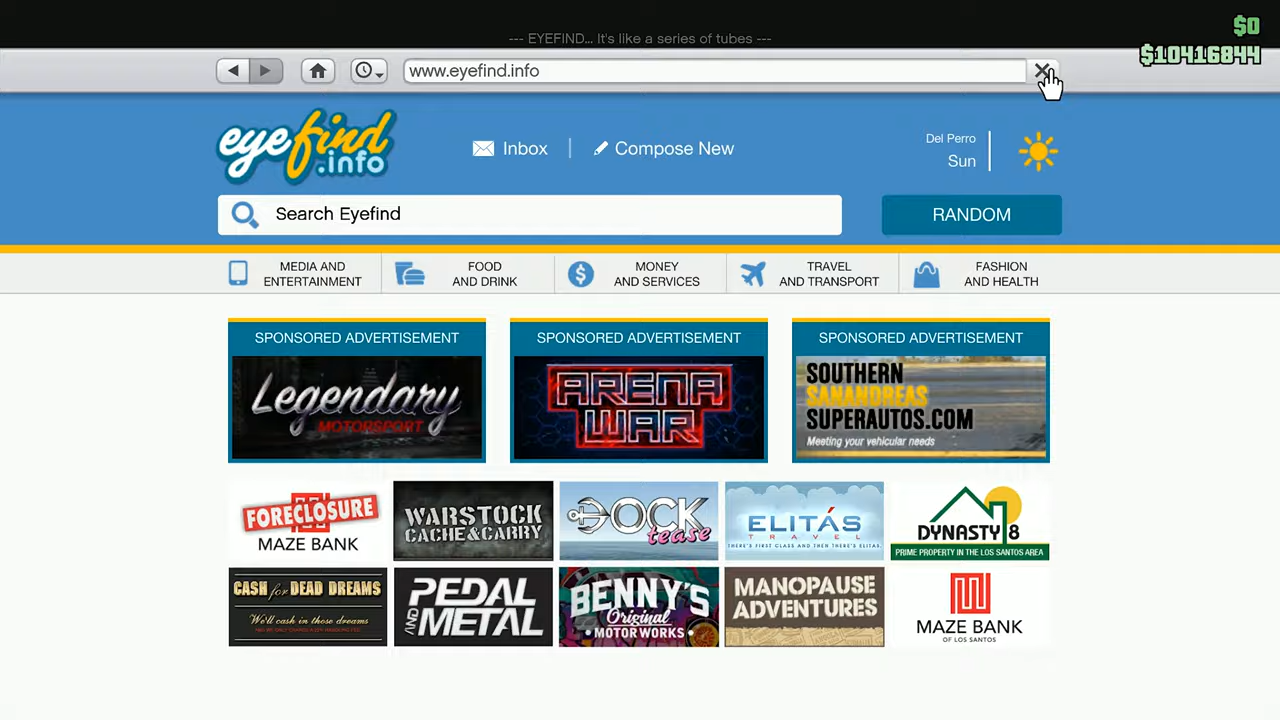 $0
--- EYEFIND... It's like a series of tubes ---
$10416844
www.eyefind.info
eyefind
.info
Inbox
Compose New
Del Perro
Sun
Search Eyefind
RANDOM
MEDIA AND
ENTERTAINMENT
FOOD
AND DRINK
MONEY
AND SERVICES
TRAVEL
AND TRANSPORT
FASHION
AND HEALTH
SPONSORED ADVERTISEMENT
Legendary
MOTORSPORT
SPONSORED ADVERTISEMENT
ARENA
WAR
SPONSORED ADVERTISEMENT
SOUTHERN
SANANDREAS
SUPERAUTOS.COM
Meeting your vehicular needs
FORECLOSURE
MAZE BANK
WARSTOCK
CACHE&CARRY
DOCK
tease
ELITÁS
TRAVEL
THERE'S FIRST CLASS AND THEN THERE'S ELITAS.
DYNASTY 8
PRIME PROPERTY IN THE LOS SANTOS AREA
CASH for DEAD DREAMS
We'll cash in those dreams
PEDAL
AND METAL
BENNY'S
Original
MOTOR WORKS
MANOPAUSE
ADVENTURES
MAZE BANK
OF LOS SANTOS